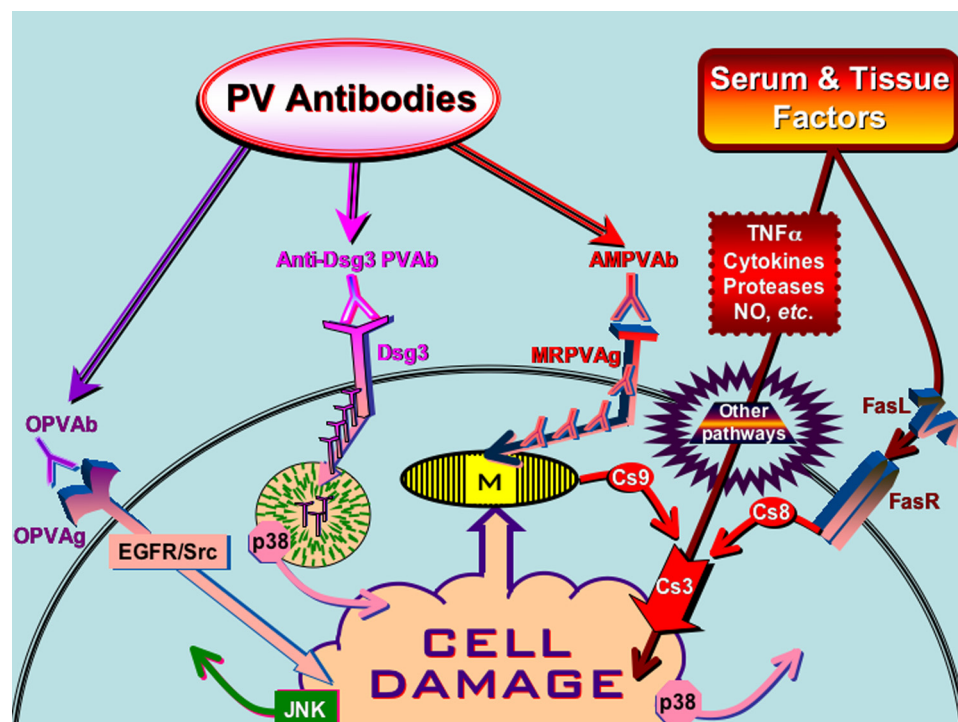 PV Antibodies
Serum & Tissue
Factors
TNFα
Cytokines
Proteases
NO, etc.
Anti-Dsg3 PVAb
AMPVAb
Dsg3
MRPVAg
OPVAb
FasL
Other
pathways
OPVAg
EGFR/Src
M
Cs9
Cs8
FasR
p38
Cs3
CELL
DAMAGE
JNK
p38